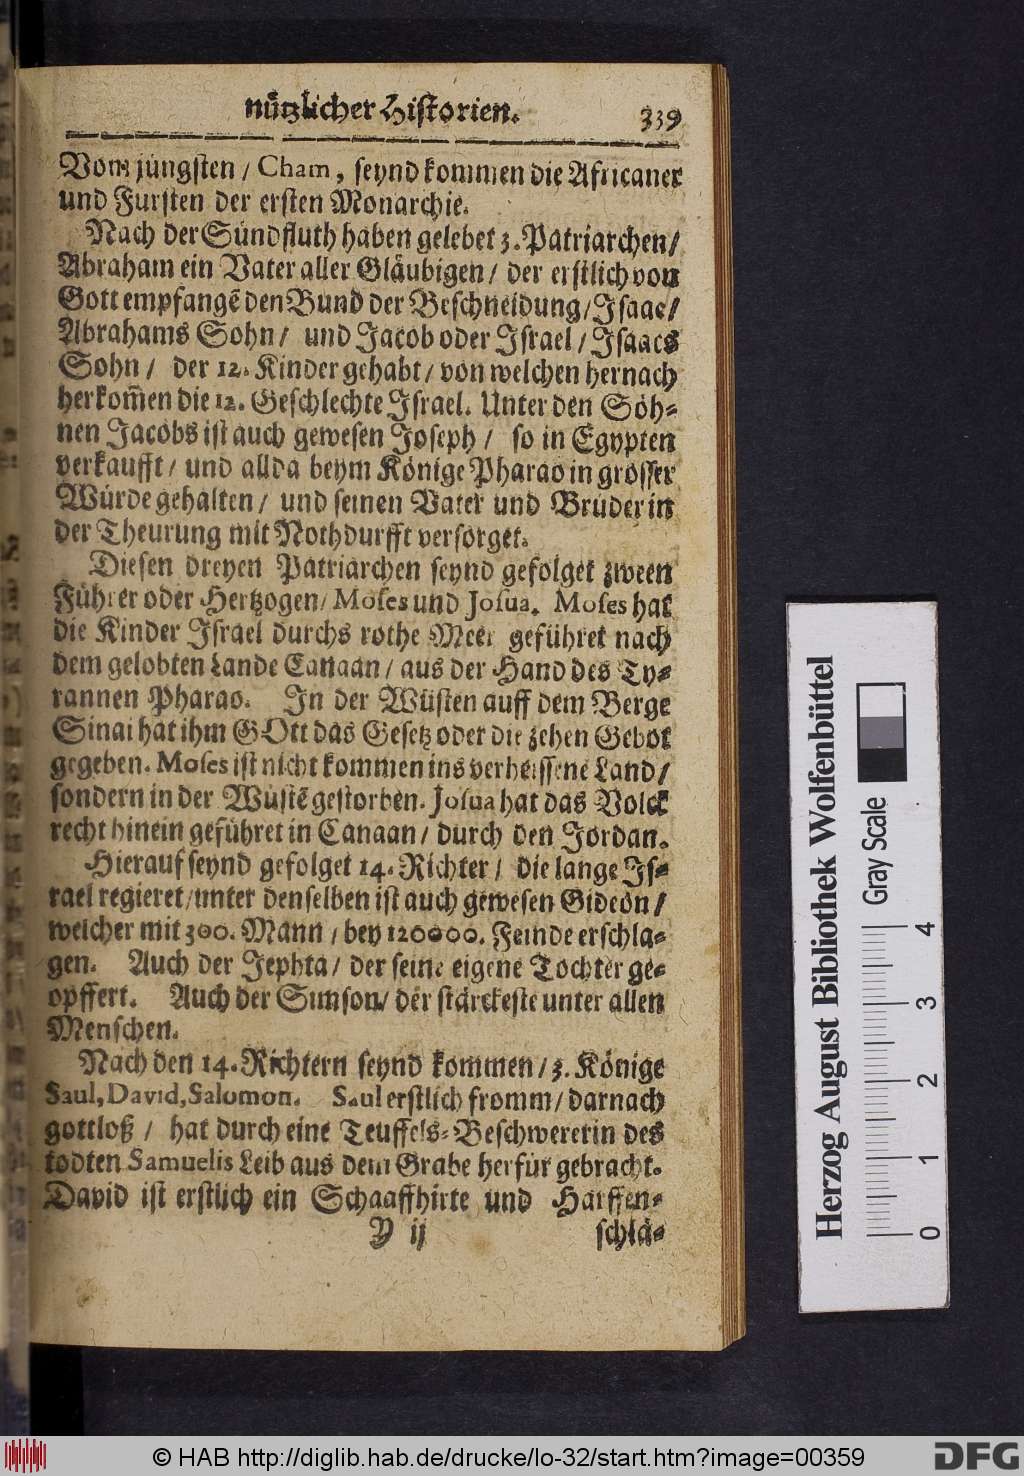 nützlicher Historien. 339
Vom jüngsten / Cham, seynd kommen die Africaner
und Fürsten der ersten Monarchie.
Nach der Sündfluth haben gelebet 3. Patriarchen /
Abraham ein Vater aller Gläubigen / der erstlich von
Gott empfangē den Bund der Beschneidung / Isaac /
Abrahams Sohn / und Jacob oder Israel / Isaacs
Sohn / der 12. Kinder gehabt / von welchen hernach
herkom̄en die 12. Geschlechte Israel. Unter den Söh-
nen Jacobs ist auch gewesen Joseph / so in Egypten
verkaufft / und allda beym Könige Pharao in grosser
Würde gehalten / und seinen Vater und Brüder in
der Theurung mit Nothdurfft versorget.
Diesen dreyen Patriarchen seynd gefolget zween
Führer oder Hertzogen / Moses und Josua. Moses hat
die Kinder Israel durchs rothe Meer geführet nach
dem gelobten Lande Canaan / aus der Hand des Ty-
rannen Pharao. In der Wüsten auff dem Berge
Sinai hat ihm GOtt das Gesetz oder die zehen Gebot
gegeben. Moses ist nicht kommen ins verheissene Land /
sondern in der Wüstē gestorben. Josua hat das Volck
recht hinein geführet in Canaan / durch den Jordan.
Hierauf seynd gefolget 14. Richter / die lange Is-
rael regieret / unter denselben ist auch gewesen Gideon /
welcher mit 300. Mann / bey 120000. Feinde erschla-
gen. Auch der Jephta / der seine eigene Tochter ge-
opffert. Auch der Simson / der stärckeste unter allen
Menschen.
Nach den 14. Richtern seynd kommen / 3. Könige
Saul, David, Salomon. Saul erstlich fromm / darnach
gottloß / hat durch eine Teuffels-Beschwererin des
todten Samuelis Leib aus dem Grabe herfür gebracht.
David ist erstlich ein Schaaffhirte und Harffen-
Y ij schlä-
Herzog August Bibliothek Wolfenbüttel
Gray Scale
0 1 2 3 4
© HAB http://diglib.hab.de/drucke/lo-32/start.htm?image=00359
DFG